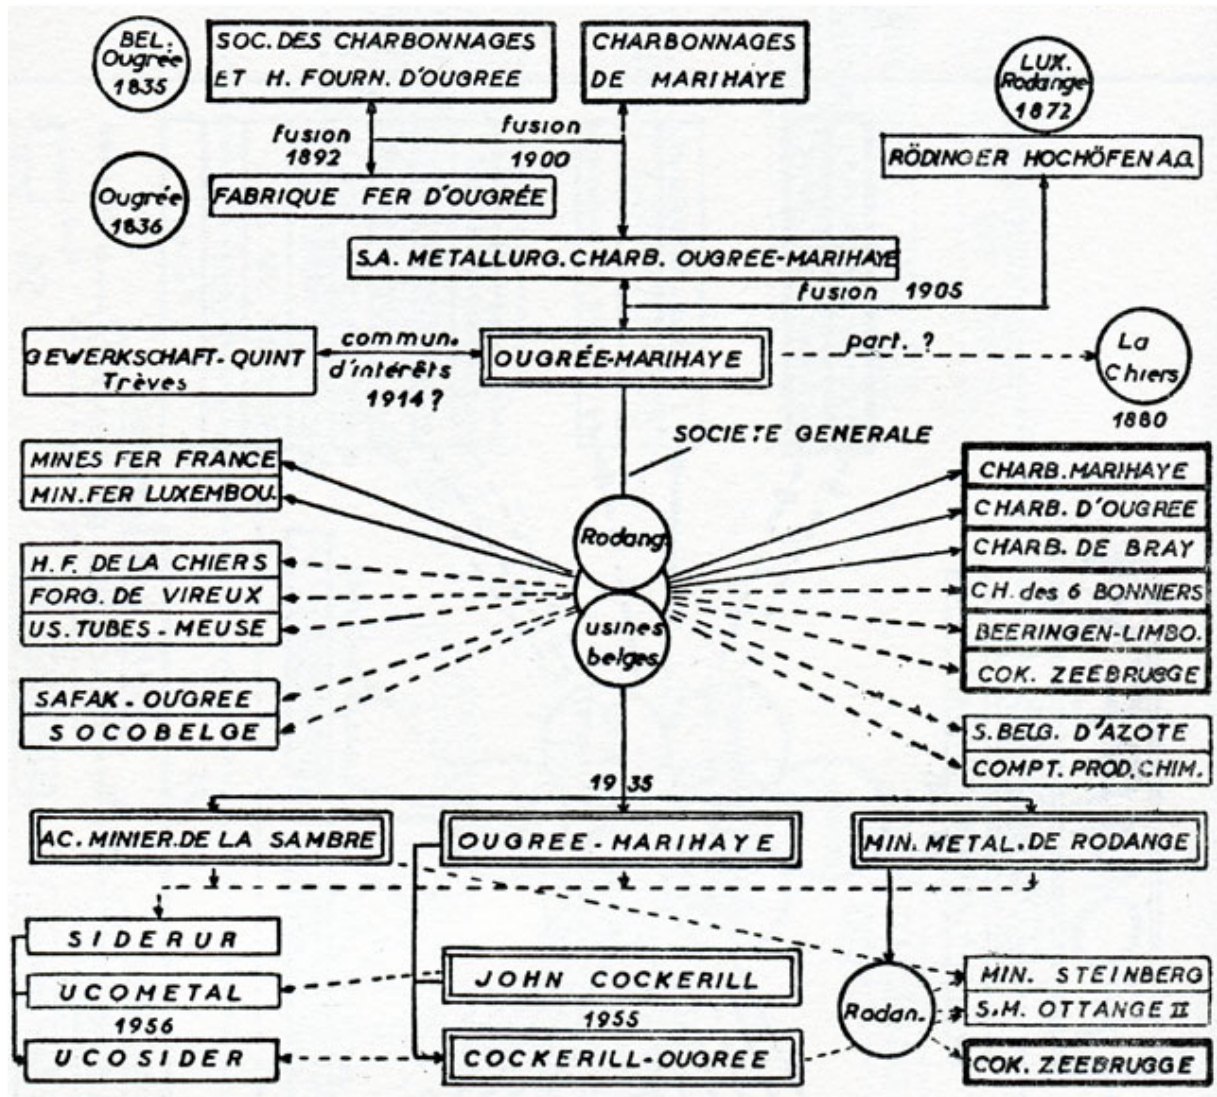 BEL.
Ougrée
1835
SOC. DES CHARBONNAGES
ET H. FOURN. D'OUGREE
CHARBONNAGES
DE MARIHAYE
LUX.
Rodange
1872
fusion
1892
fusion
1900
RÖDINGER HOCHÖFEN A.G.
Ougrée
1836
FABRIQUE FER D'OUGRÉE
S.A. METALLURG. CHARB. OUGREE-MARIHAYE
fusion 1905
GEWERKSCHAFT-QUINT
Trèves
commun.
d'intérêts
1914?
OUGRÉE-MARIHAYE
part. ?
La
Chiers
1880
SOCIETE GENERALE
MINES FER FRANCE
MIN. FER LUXEMBOU.
Rodang.
usines
belges
CHARB. MARIHAYE
CHARB. D'OUGREE
CHARB. DE BRAY
CH. des 6 BONNIERS
BEERINGEN-LIMBO.
COK. ZEEBRUGGE
H.F. DE LA CHIERS
FORG. DE VIREUX
US. TUBES - MEUSE
SAFAK - OUGREE
SOCOBELGE
S. BELG. D'AZOTE
COMPT. PROD. CHIM.
1935
AC. MINIER. DE LA SAMBRE
OUGREE - MARIHAYE
MIN. METAL. DE RODANGE
SIDERUR
UCOMETAL
1956
UCOSIDER
JOHN COCKERILL
1955
COCKERILL-OUGREE
Rodan.
MIN. STEINBERG
S.M. OTTANGE II
COK. ZEEBRUGGE